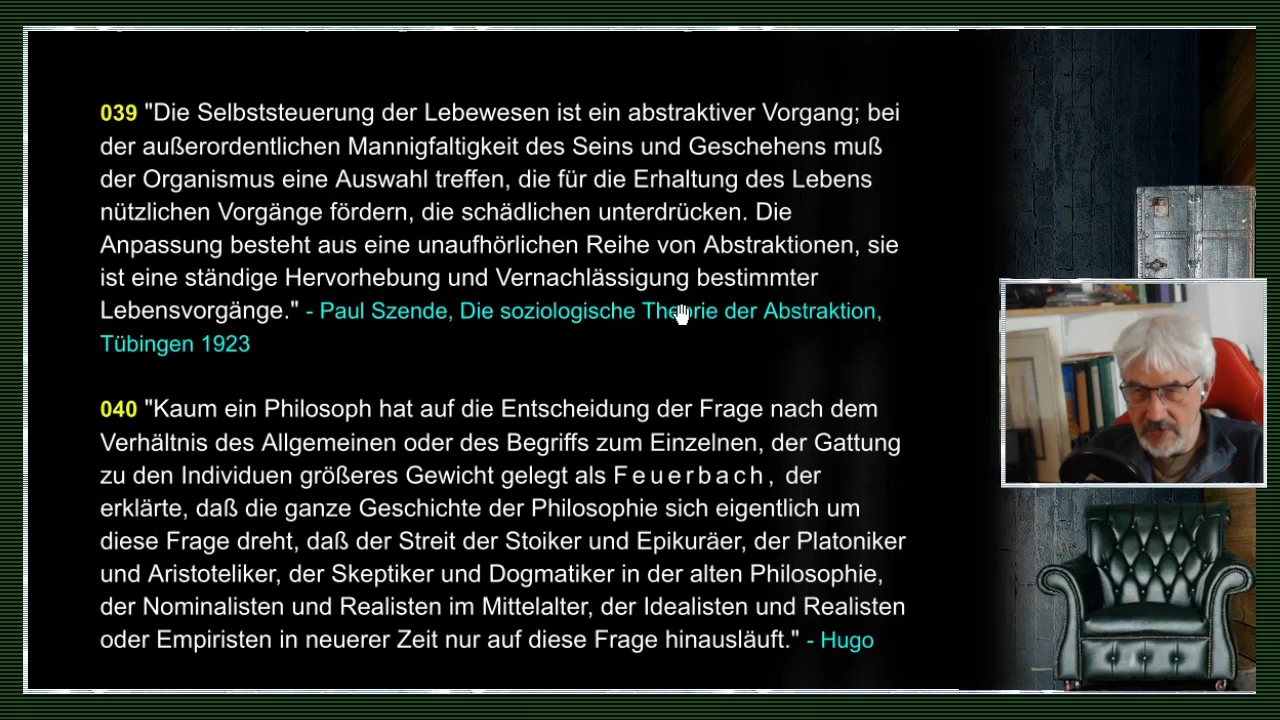 039 "Die Selbststeuerung der Lebewesen ist ein abstraktiver Vorgang; bei
der außerordentlichen Mannigfaltigkeit des Seins und Geschehens muß
der Organismus eine Auswahl treffen, die für die Erhaltung des Lebens
nützlichen Vorgänge fördern, die schädlichen unterdrücken. Die
Anpassung besteht aus eine unaufhörlichen Reihe von Abstraktionen, sie
ist eine ständige Hervorhebung und Vernachlässigung bestimmter
Lebensvorgänge." - Paul Szende, Die soziologische Theorie der Abstraktion,
Tübingen 1923
040 "Kaum ein Philosoph hat auf die Entscheidung der Frage nach dem
Verhältnis des Allgemeinen oder des Begriffs zum Einzelnen, der Gattung
zu den Individuen größeres Gewicht gelegt als Feuerbach, der
erklärte, daß die ganze Geschichte der Philosophie sich eigentlich um
diese Frage dreht, daß der Streit der Stoiker und Epikuräer, der Platoniker
und Aristoteliker, der Skeptiker und Dogmatiker in der alten Philosophie,
der Nominalisten und Realisten im Mittelalter, der Idealisten und Realisten
oder Empiristen in neuerer Zeit nur auf diese Frage hinausläuft." - Hugo